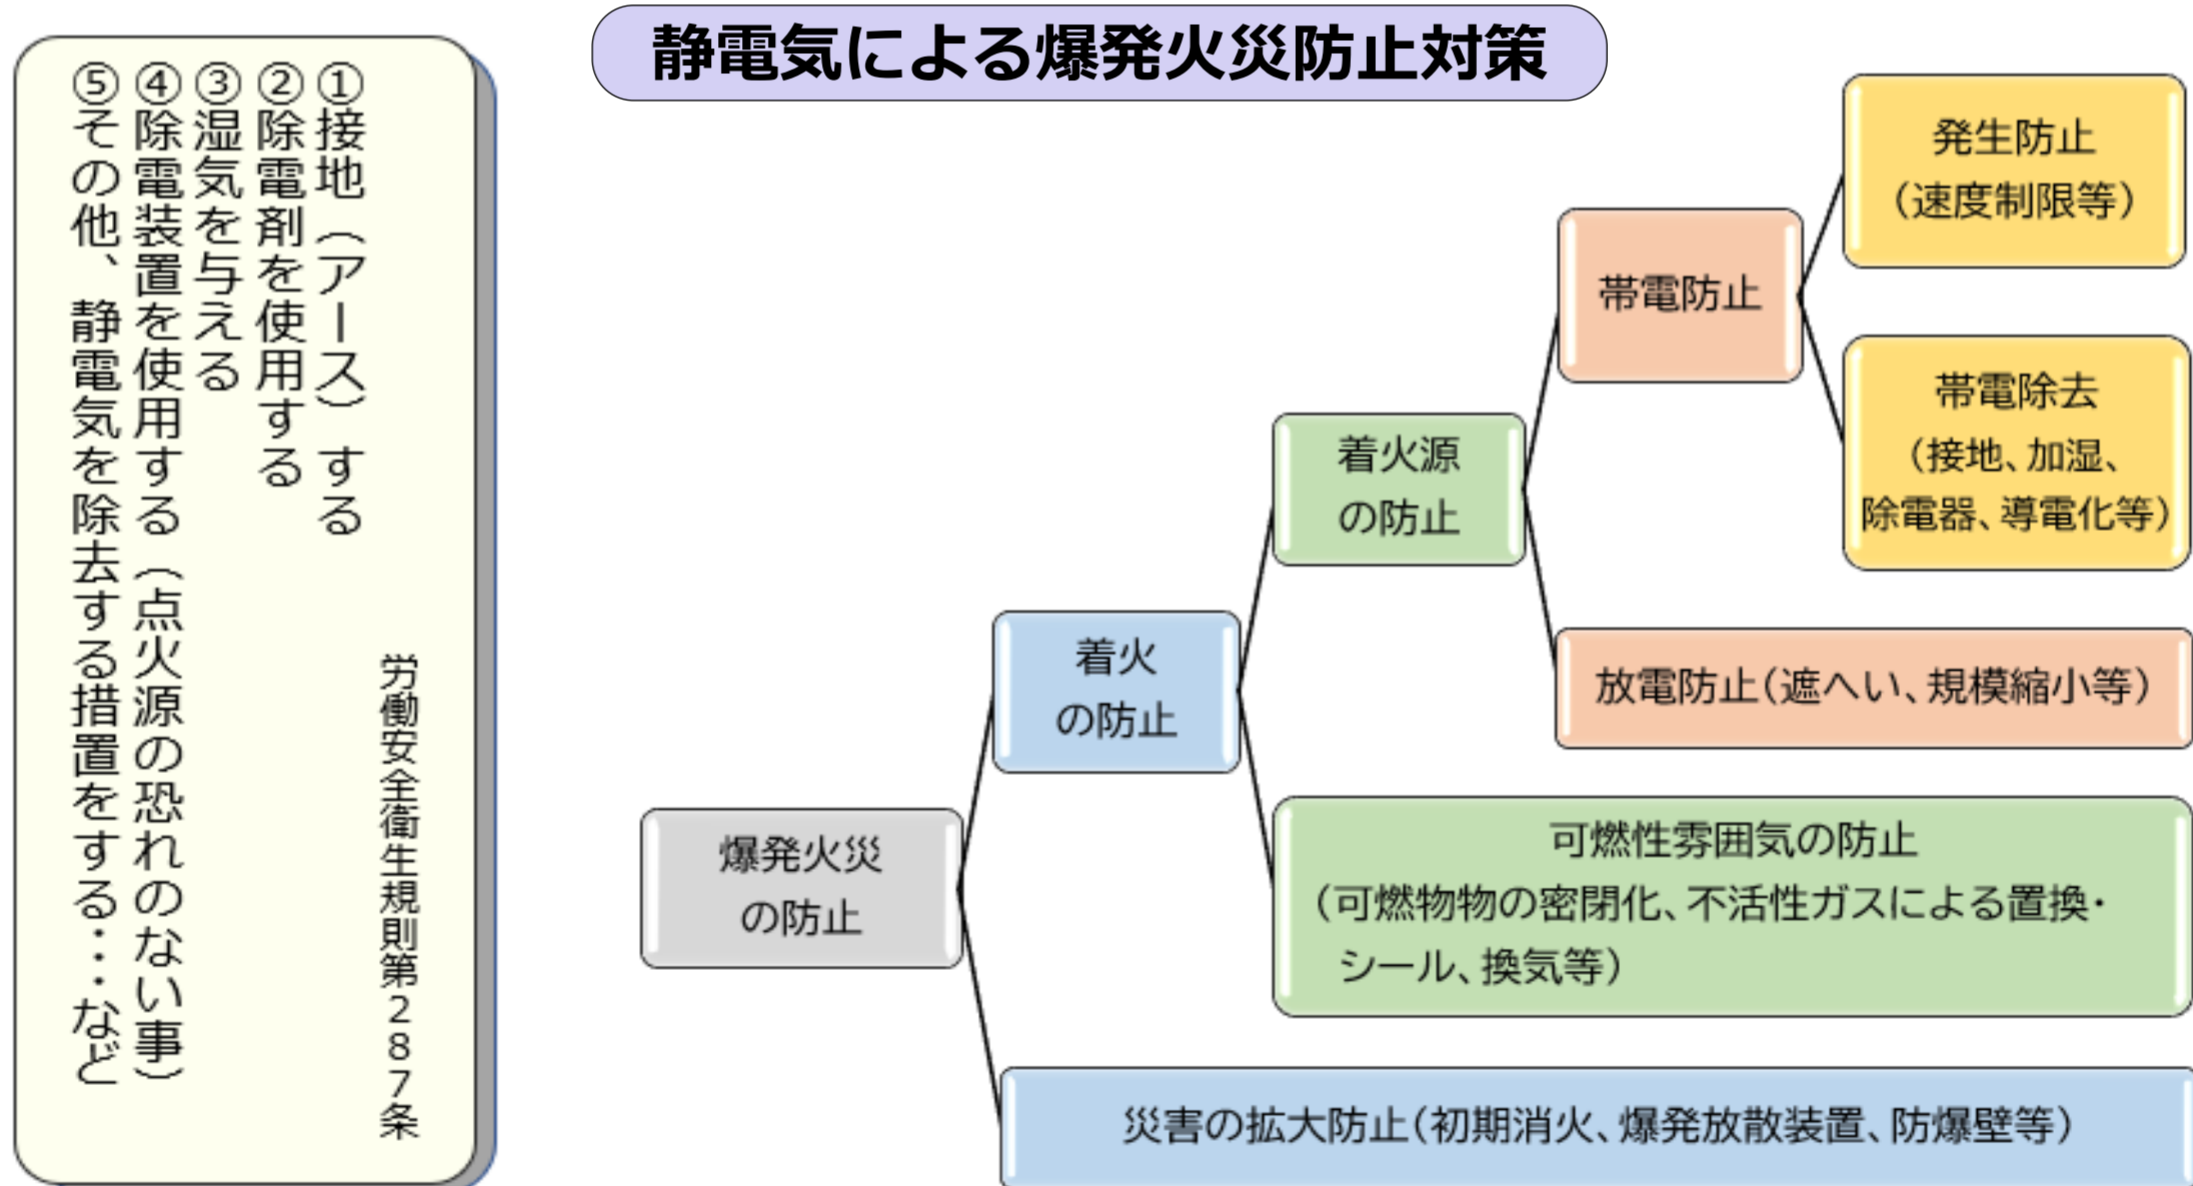 静電気による爆発火災防止対策
労働安全衛生規則第287条
①接地（アース）する
②除電剤を使用する
③湿気を与える
④除電装置を使用する（点火源の恐れのない事）
⑤その他、静電気を除去する措置をする・・・など
爆発火災
の防止
着火
の防止
着火源
の防止
帯電防止
発生防止
（速度制限等）
帯電除去
（接地、加湿、
除電器、導電化等）
放電防止（遮へい、規模縮小等）
可燃性雰囲気の防止
（可燃物物の密閉化、不活性ガスによる置換・
シール、換気等）
災害の拡大防止（初期消火、爆発放散装置、防爆壁等）